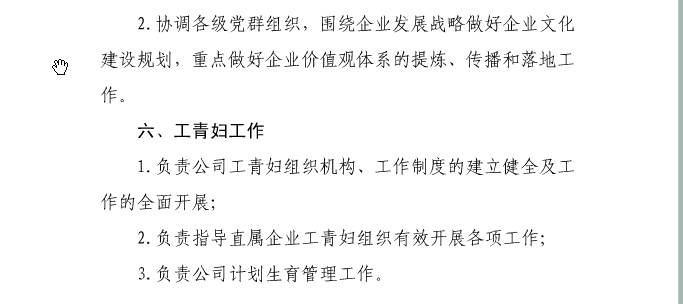 2. 协调各级党群组织，围绕企业发展战略做好企业文化
建设规划，重点做好企业价值观体系的提炼、传播和落地工
作。
六、工青妇工作
1. 负责公司工青妇组织机构、工作制度的建立健全及工
作的全面开展；
2. 负责指导直属企业工青妇组织有效开展各项工作；
3. 负责公司计划生育管理工作。